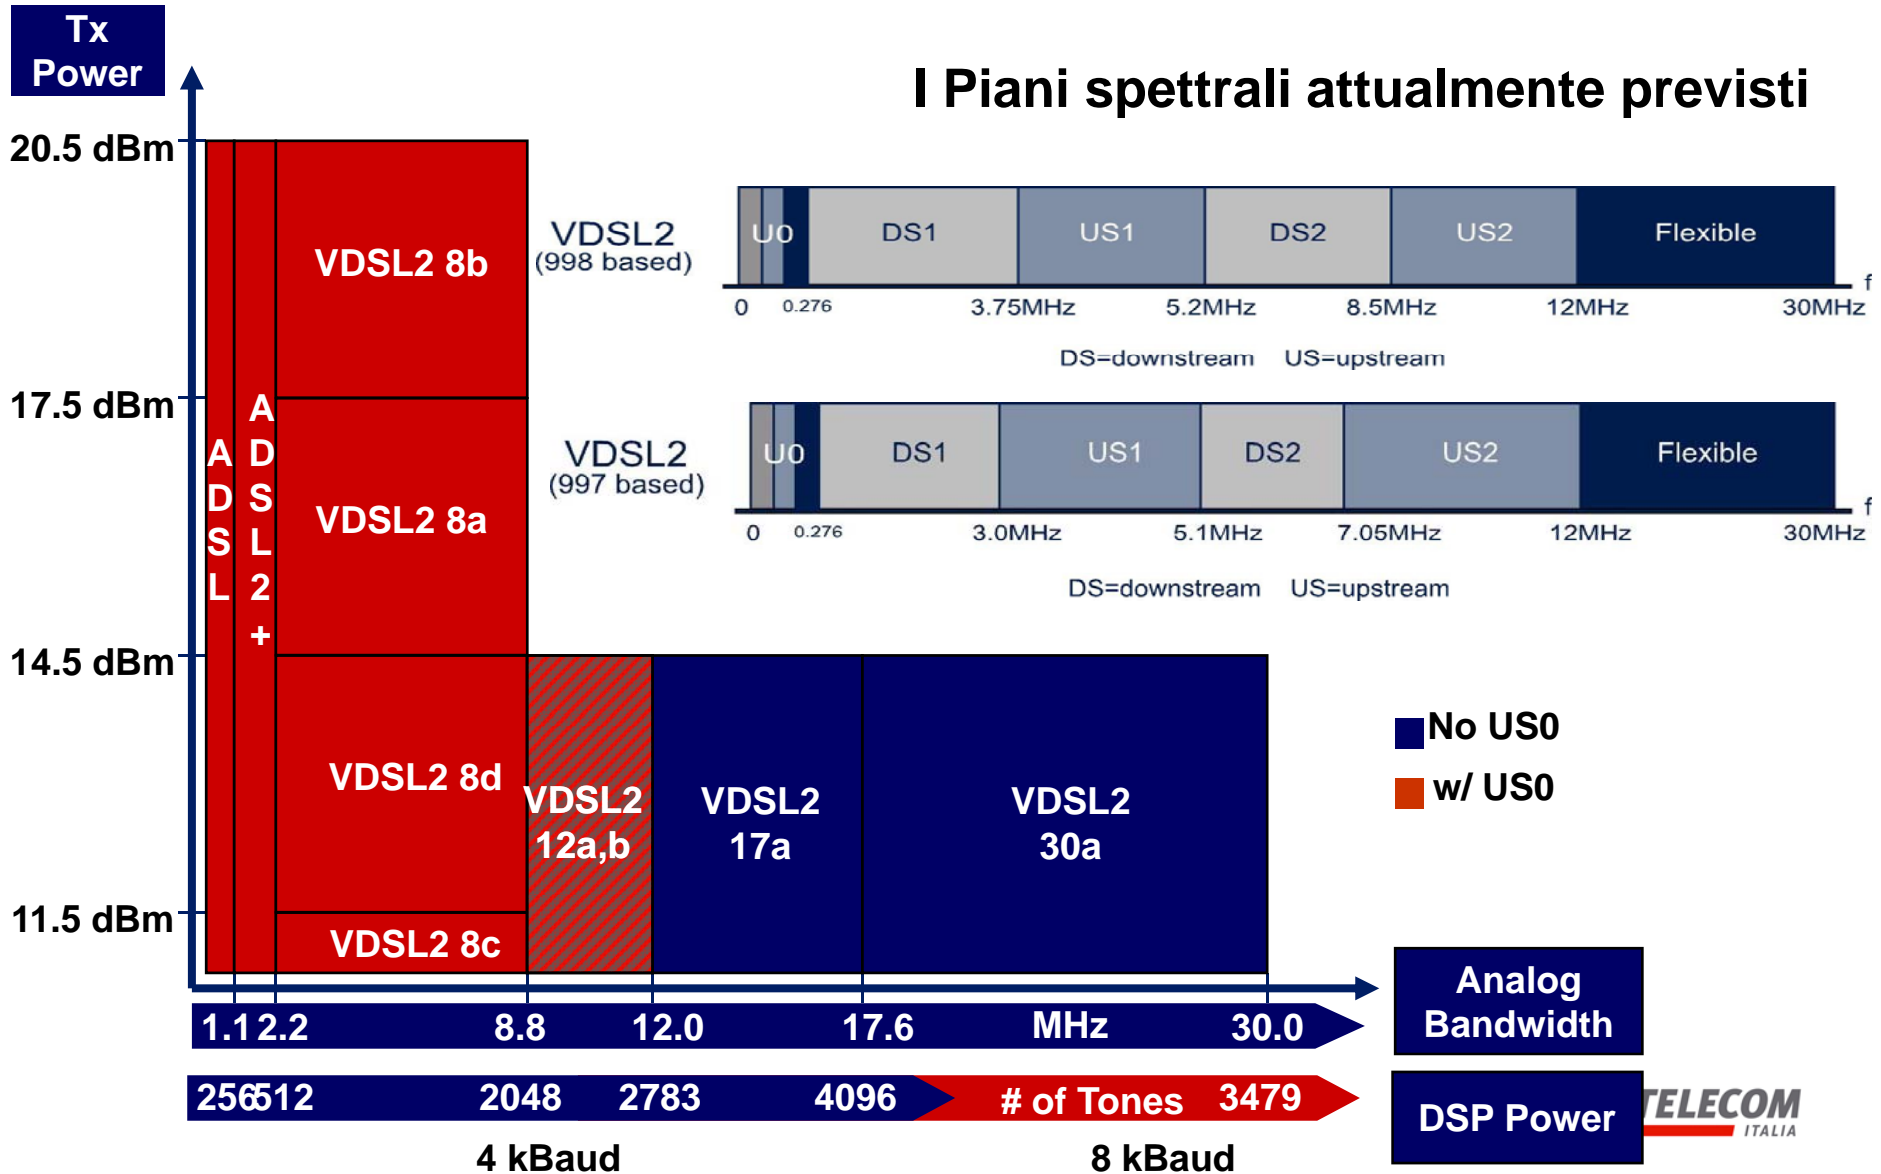 Tx
Power
I Piani spettrali attualmente previsti
20.5 dBm
17.5 dBm
14.5 dBm
11.5 dBm
ADSL
ADSL2+
VDSL2 8b
VDSL2 8a
VDSL2 8d
VDSL2 8c
VDSL2
12a,b
VDSL2
17a
VDSL2
30a
VDSL2
(998 based)
U0 DS1 US1 DS2 US2 Flexible
f
0 0.276 3.75MHz 5.2MHz 8.5MHz 12MHz 30MHz
DS=downstream US=upstream
VDSL2
(997 based)
U0 DS1 US1 DS2 US2 Flexible
f
0 0.276 3.0MHz 5.1MHz 7.05MHz 12MHz 30MHz
DS=downstream US=upstream
No US0
w/ US0
1.1 2.2 8.8 12.0 17.6 MHz 30.0
Analog
Bandwidth
256 512 2048 2783 4096 # of Tones 3479
DSP Power
4 kBaud 8 kBaud
TELECOM
ITALIA